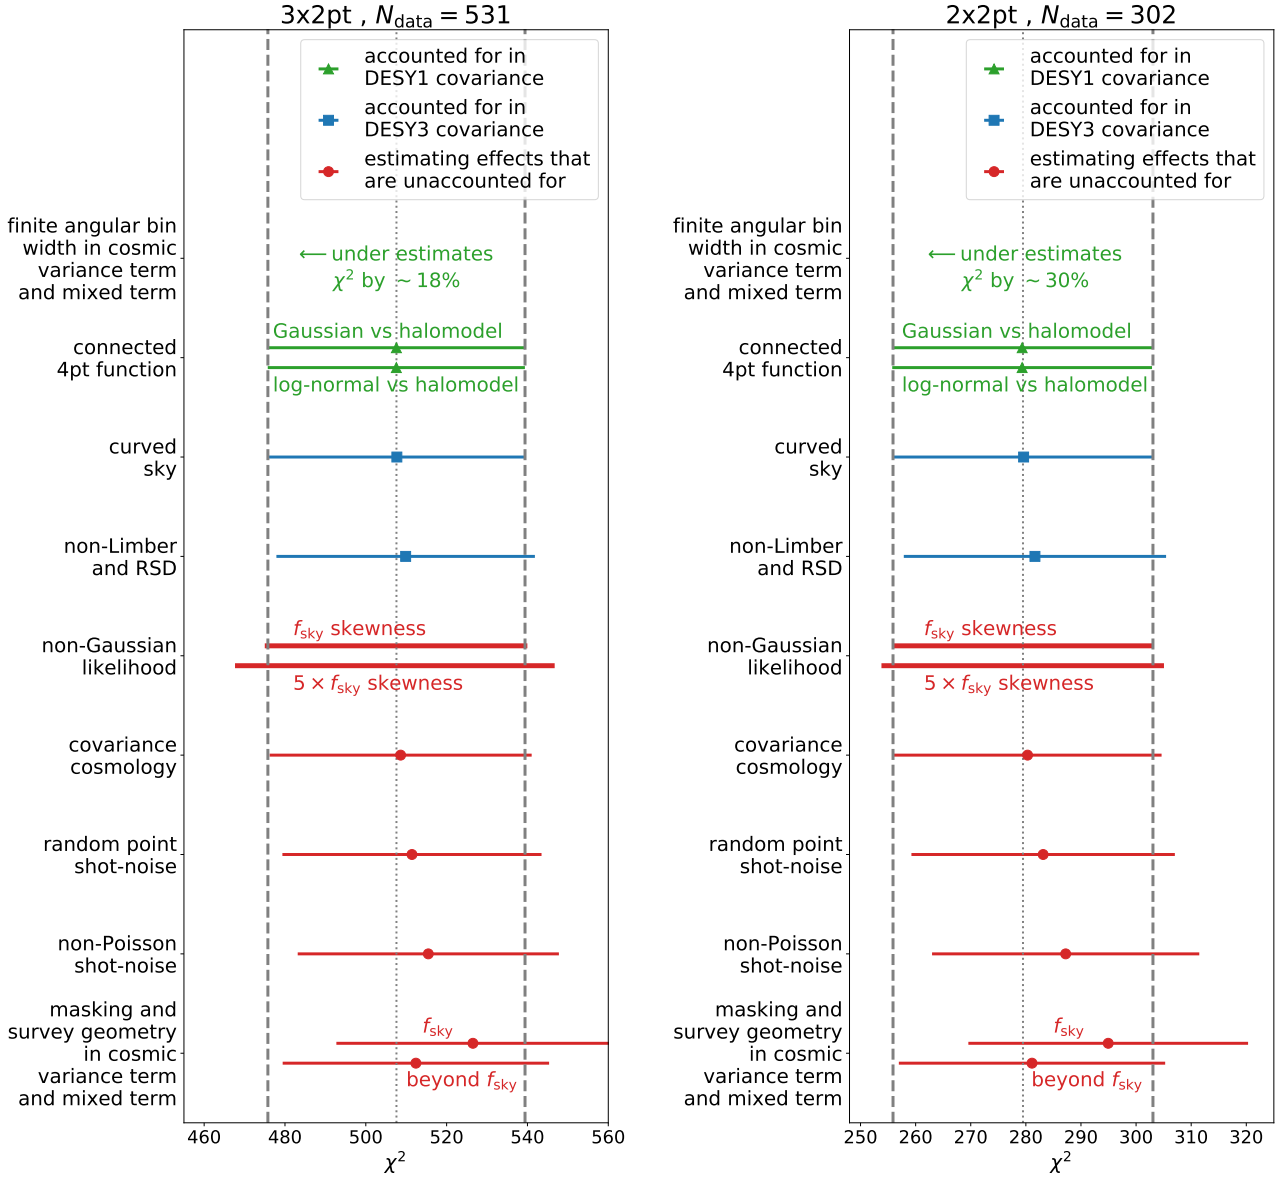 3x2pt , N_data = 531
accounted for in
DESY1 covariance
accounted for in
DESY3 covariance
estimating effects that
are unaccounted for
finite angular bin
width in cosmic
variance term
and mixed term
← under estimates
χ² by ~ 18%
connected
4pt function
Gaussian vs halomodel
log-normal vs halomodel
curved
sky
non-Limber
and RSD
non-Gaussian
likelihood
f_sky skewness
5 × f_sky skewness
covariance
cosmology
random point
shot-noise
non-Poisson
shot-noise
masking and
survey geometry
in cosmic
variance term
and mixed term
f_sky
beyond f_sky
460 480 500 520 540 560
χ²
2x2pt , N_data = 302
accounted for in
DESY1 covariance
accounted for in
DESY3 covariance
estimating effects that
are unaccounted for
finite angular bin
width in cosmic
variance term
and mixed term
← under estimates
χ² by ~ 30%
connected
4pt function
Gaussian vs halomodel
log-normal vs halomodel
curved
sky
non-Limber
and RSD
non-Gaussian
likelihood
f_sky skewness
5 × f_sky skewness
covariance
cosmology
random point
shot-noise
non-Poisson
shot-noise
masking and
survey geometry
in cosmic
variance term
and mixed term
f_sky
beyond f_sky
250 260 270 280 290 300 310 320
χ²